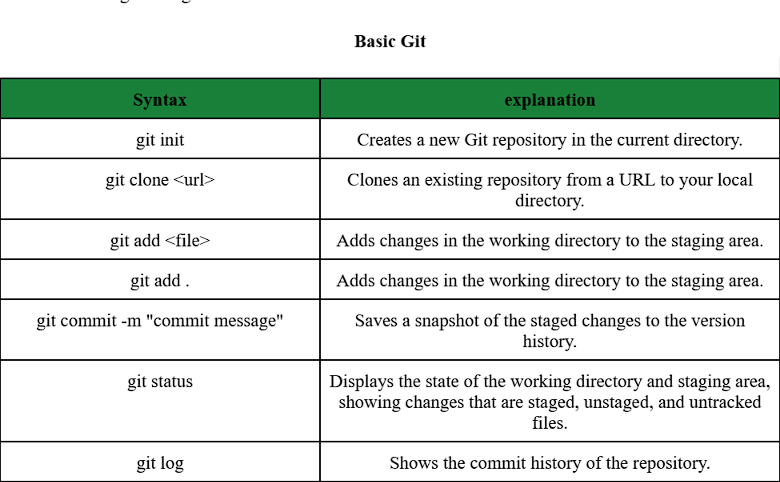 Basic Git
Syntax
explanation
git init
Creates a new Git repository in the current directory.
git clone <url>
Clones an existing repository from a URL to your local
directory.
git add <file>
Adds changes in the working directory to the staging area.
git add .
Adds changes in the working directory to the staging area.
git commit -m "commit message"
Saves a snapshot of the staged changes to the version
history.
git status
Displays the state of the working directory and staging area,
showing changes that are staged, unstaged, and untracked
files.
git log
Shows the commit history of the repository.